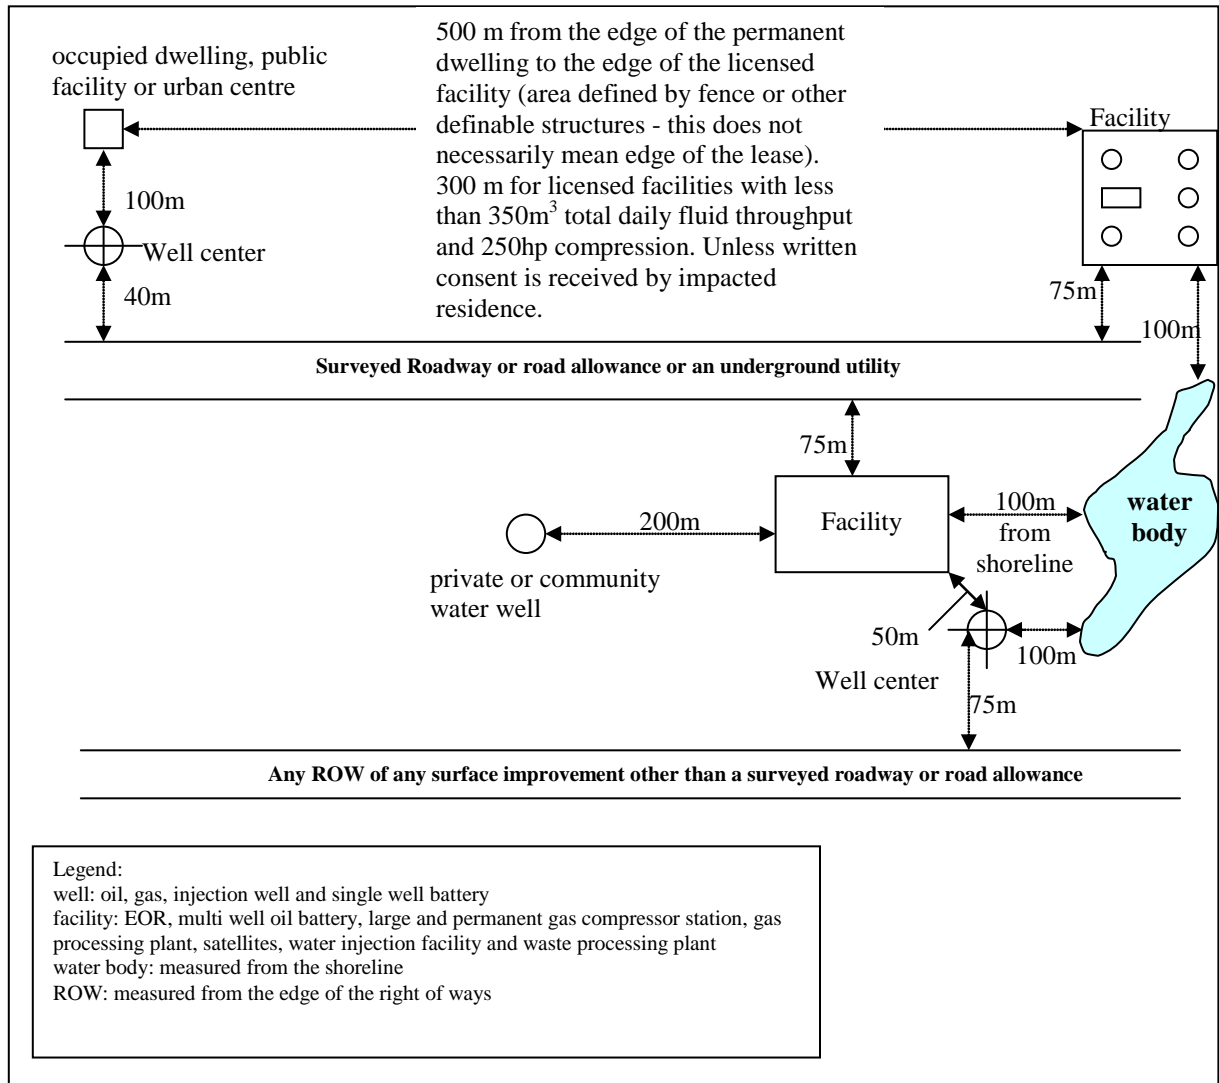 occupied dwelling, public
facility or urban centre
500 m from the edge of the permanent
dwelling to the edge of the licensed
facility (area defined by fence or other
definable structures - this does not
necessarily mean edge of the lease).
300 m for licensed facilities with less
than 350m³ total daily fluid throughput
and 250hp compression. Unless written
consent is received by impacted
residence.
Facility
100m
Well center
40m
75m
100m
Surveyed Roadway or road allowance or an underground utility
75m
200m
Facility
100m
from
shoreline
water
body
private or community
water well
50m
100m
Well center
75m
Any ROW of any surface improvement other than a surveyed roadway or road allowance
Legend:
well: oil, gas, injection well and single well battery
facility: EOR, multi well oil battery, large and permanent gas compressor station, gas
processing plant, satellites, water injection facility and waste processing plant
water body: measured from the shoreline
ROW: measured from the edge of the right of ways